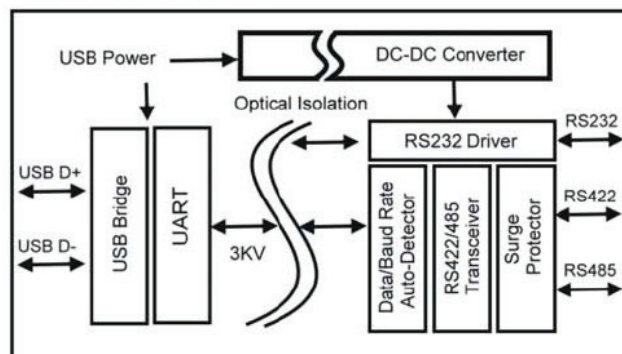 USB Power
DC-DC Converter
Optical Isolation
RS232 Driver
RS232
USB D+
USB D-
USB Bridge
UART
3KV
Data/Baud Rate
Auto-Detector
RS422/485
Transceiver
Surge
Protector
RS422
RS485